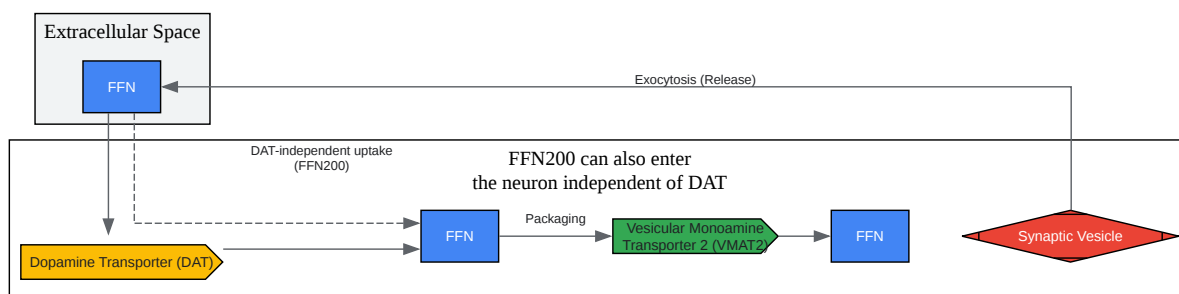 Extracellular Space
FFN
Exocytosis (Release)
DAT-independent uptake
(FFN200)
FFN200 can also enter
the neuron independent of DAT
Dopamine Transporter (DAT)
FFN
Packaging
Vesicular Monoamine
Transporter 2 (VMAT2)
FFN
Synaptic Vesicle